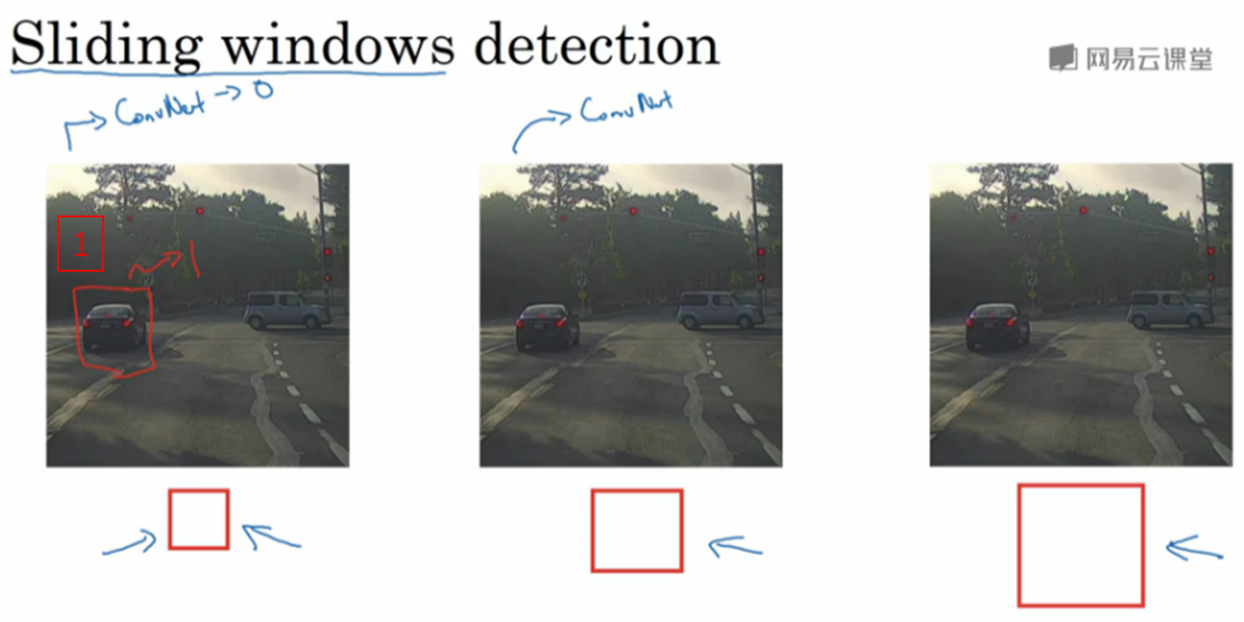 Sliding windows detection
网易云课堂
ConvNet → 0
ConvNet
1
→ 1